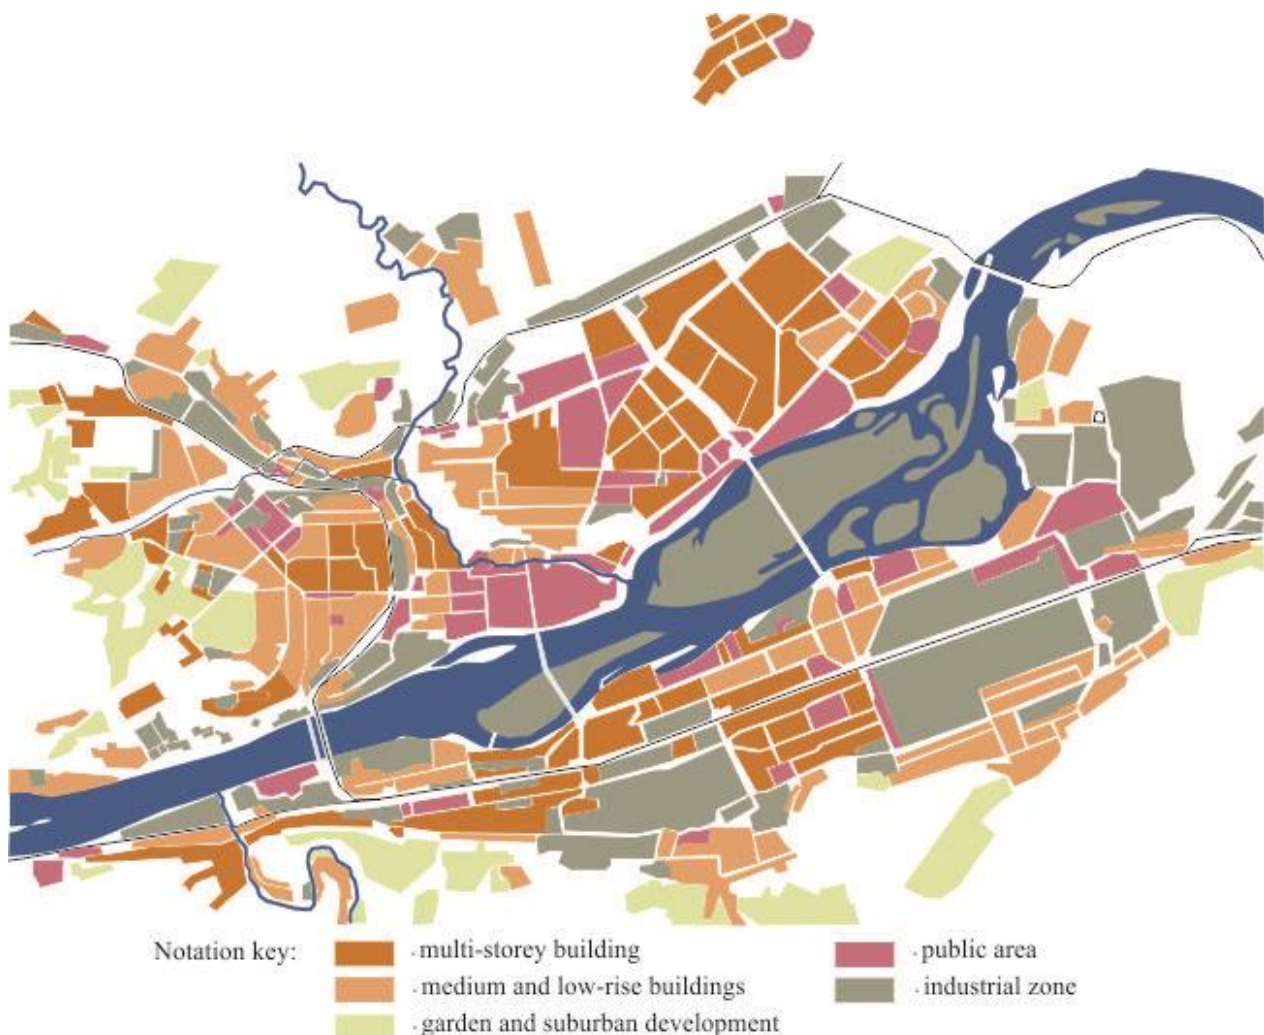 Notation key:
multi-storey building
medium and low-rise buildings
garden and suburban development
public area
industrial zone